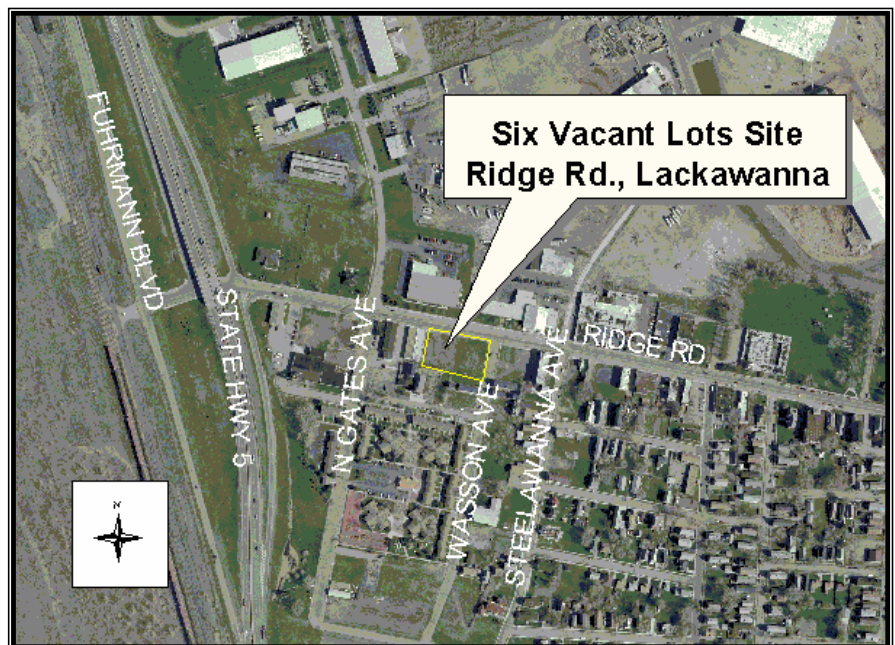 Six Vacant Lots Site
Ridge Rd., Lackawanna
FUHRMANN BLVD
STATE HWY 5
N GATES AVE
RIDGE RD
WASSON AVE
STEELAWANNA AVE
N